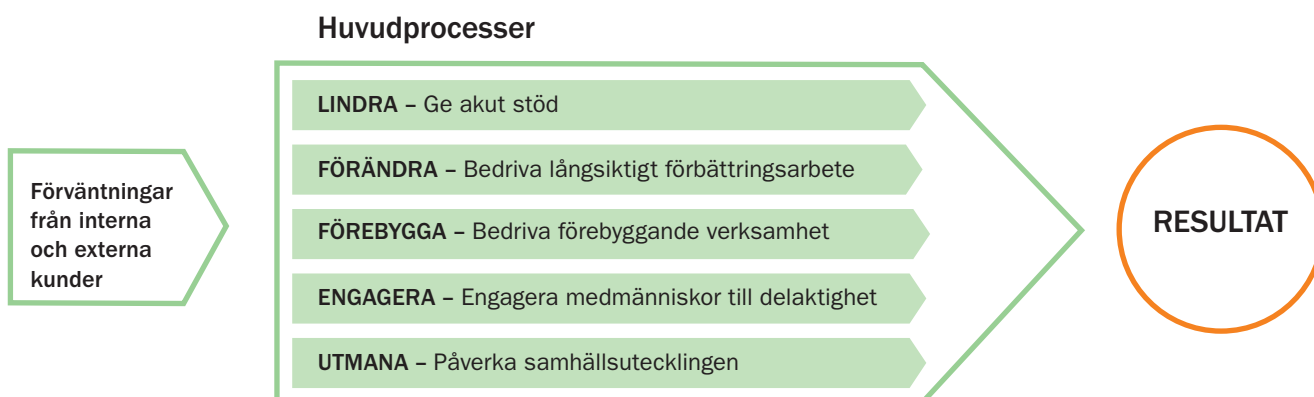 Huvudprocesser
Förväntningar
från interna
och externa
kunder
LINDRA – Ge akut stöd
FÖRÄNDRA – Bedriva långsiktigt förbättringsarbete
FÖREBYGGA – Bedriva förebyggande verksamhet
ENGAGERA – Engagera medmänniskor till delaktighet
UTMANA – Påverka samhällsutecklingen
RESULTAT